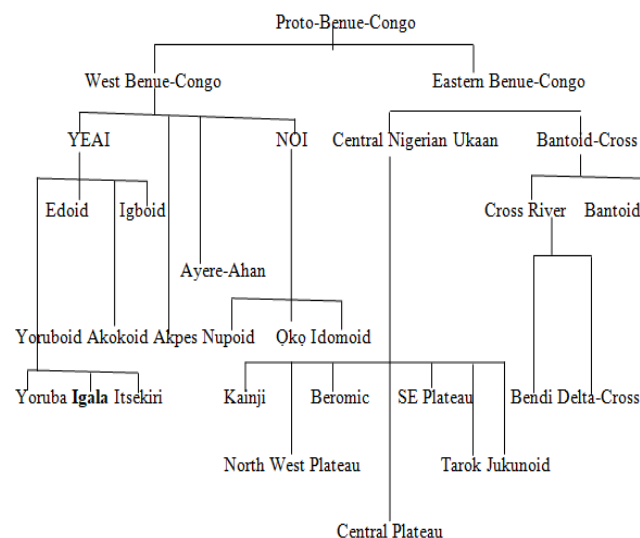 Proto-Benue-Congo
West Benue-Congo Eastern Benue-Congo
YEAI NOI Central Nigerian Ukaan Bantoid-Cross
Edoid Igboid Cross River Bantoid
Ayere-Ahan
Yoruboid Akokoid Akpes Nupoid Ọkọ Idomoid
Yoruba Igala Itsekiri Kainji Beromic SE Plateau Bendi Delta-Cross
North West Plateau Tarok Jukunoid
Central Plateau